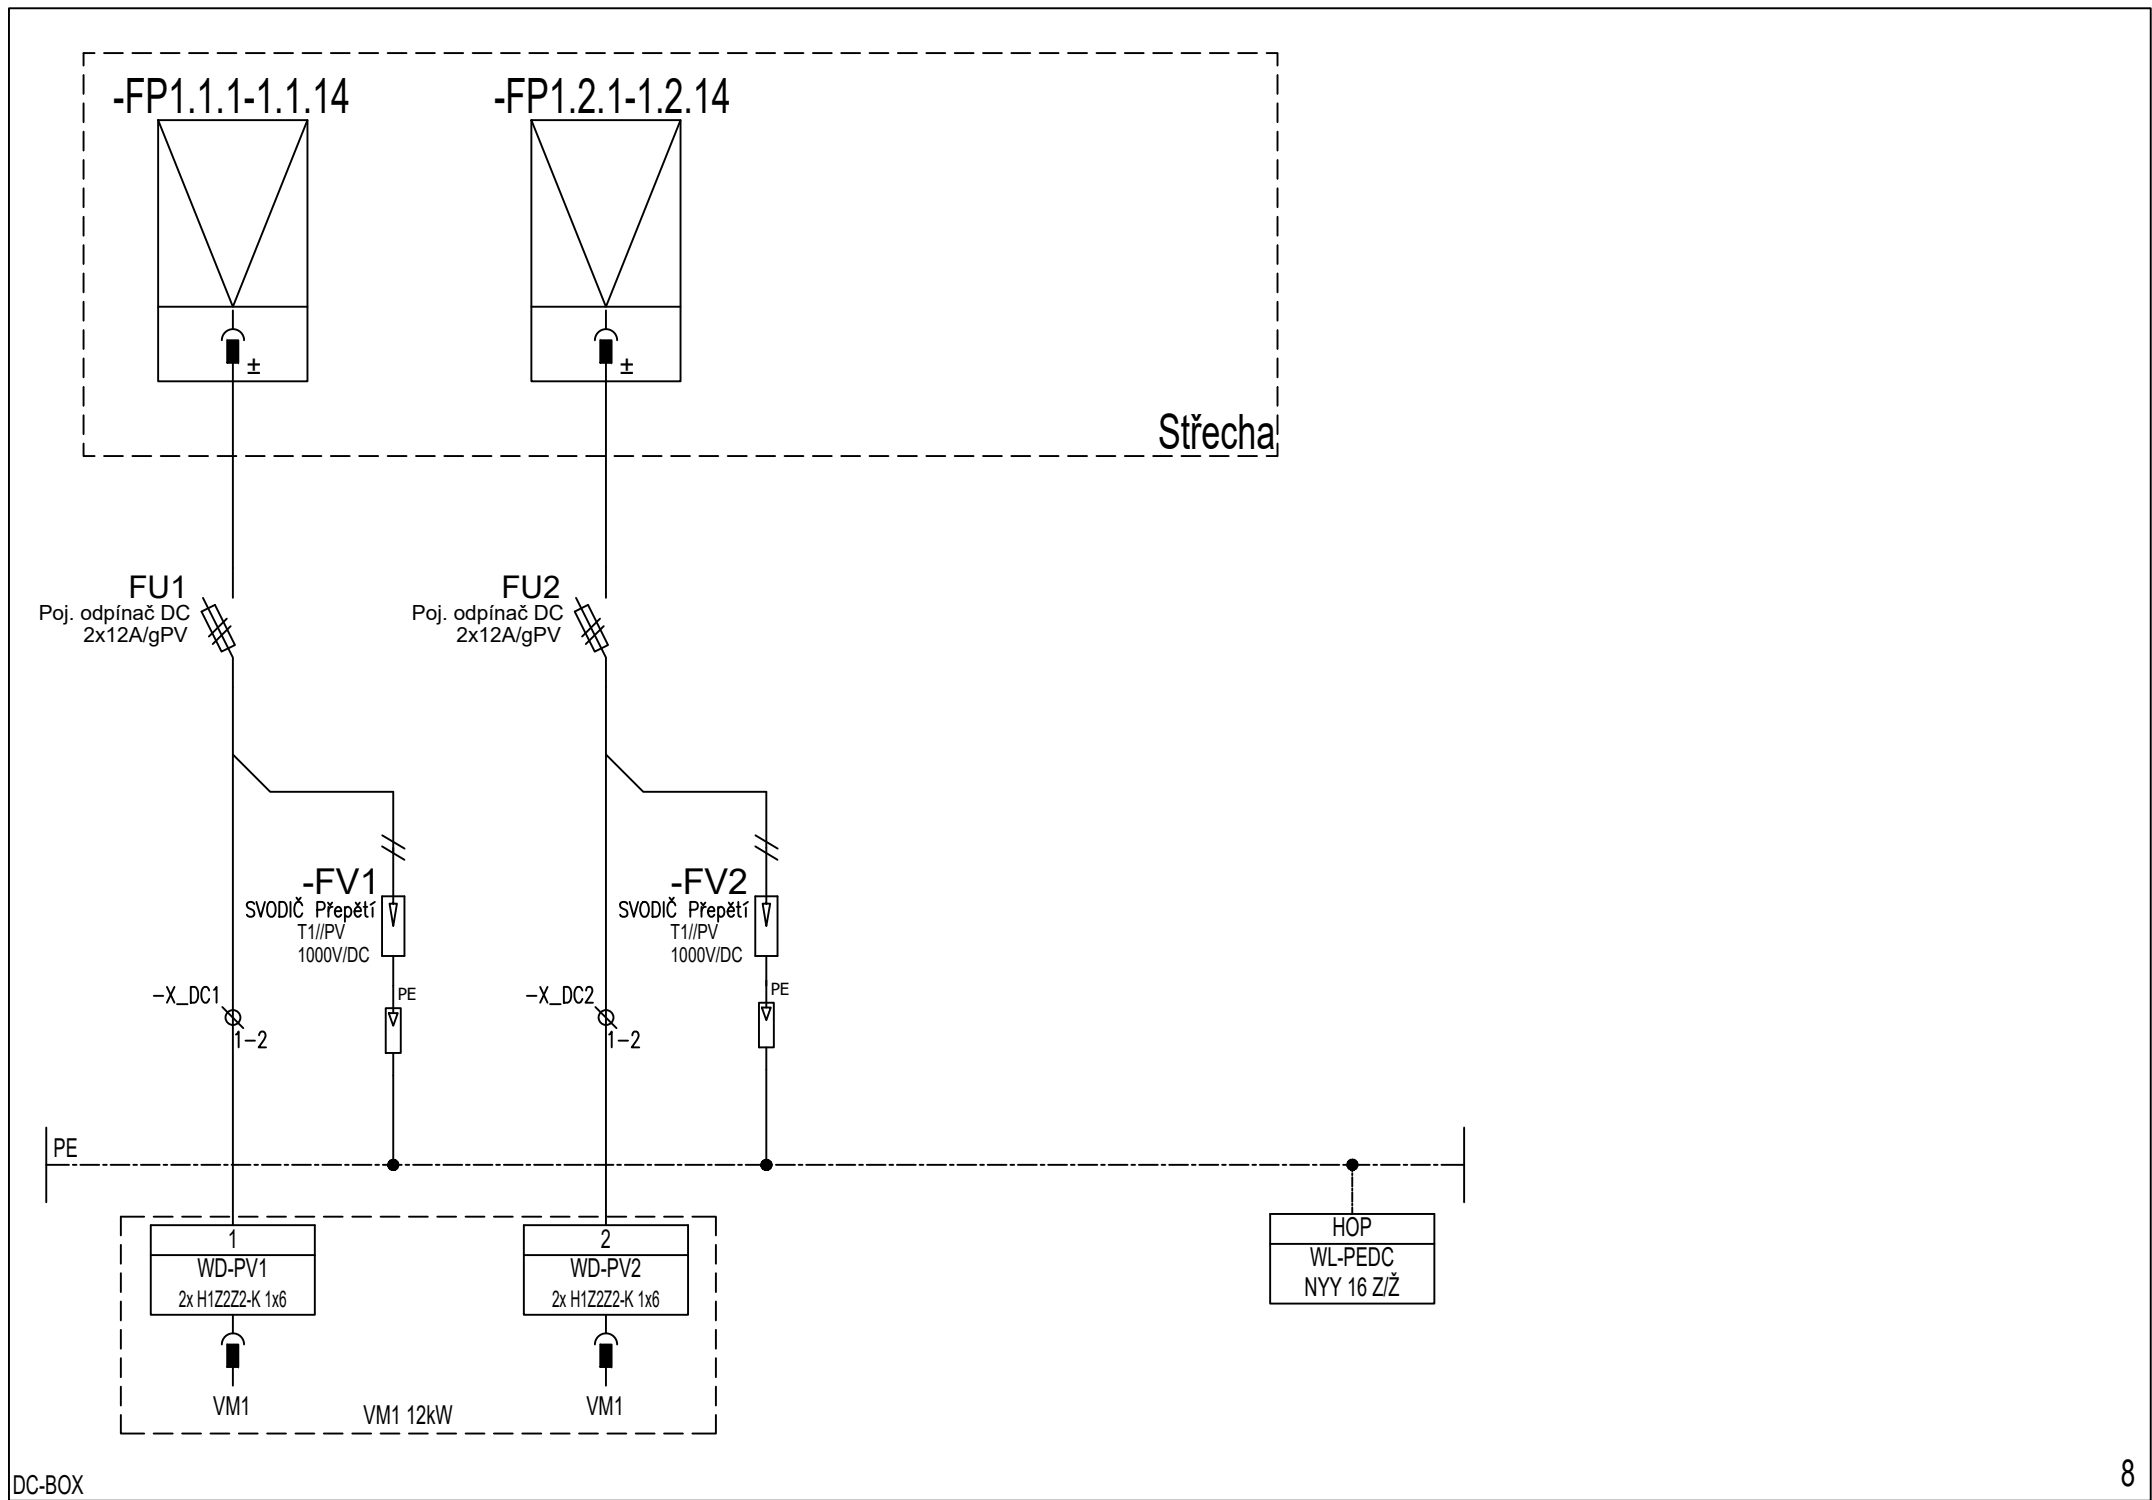 -FP1.1.1-1.1.14
-FP1.2.1-1.2.14
±
±
Střecha
FU1
Poj. odpínač DC
2x12A/gPV
FU2
Poj. odpínač DC
2x12A/gPV
-FV1
SVODIČ Přepětí
T1//PV
1000V/DC
-FV2
SVODIČ Přepětí
T1//PV
1000V/DC
-X_DC1
1-2
PE
-X_DC2
1-2
PE
PE
1
WD-PV1
2x H1Z2Z2-K 1x6
VM1
2
WD-PV2
2x H1Z2Z2-K 1x6
VM1
VM1 12kW
HOP
WL-PEDC
NYY 16 Z/Ž
DC-BOX
8